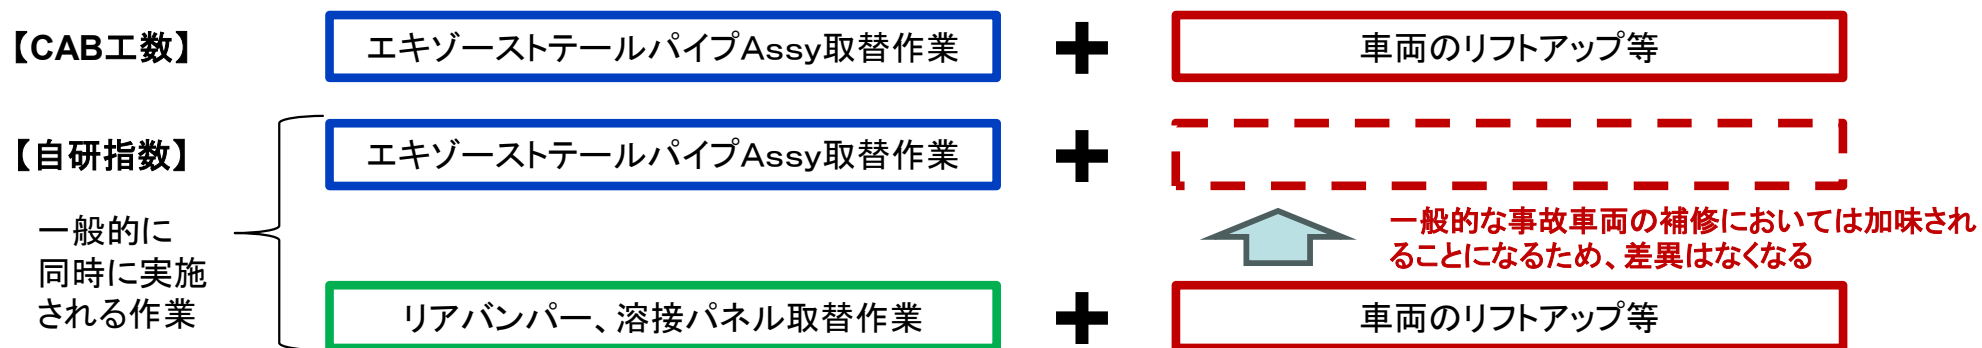 【CAB工数】
エキゾーストテールパイプAssy取替作業
+
車両のリフトアップ等
【自研指数】
エキゾーストテールパイプAssy取替作業
+
一般的に
同時に実施
される作業
一般的な事故車両の補修においては加味され
ることになるため、差異はなくなる
リアバンパー、溶接パネル取替作業
+
車両のリフトアップ等